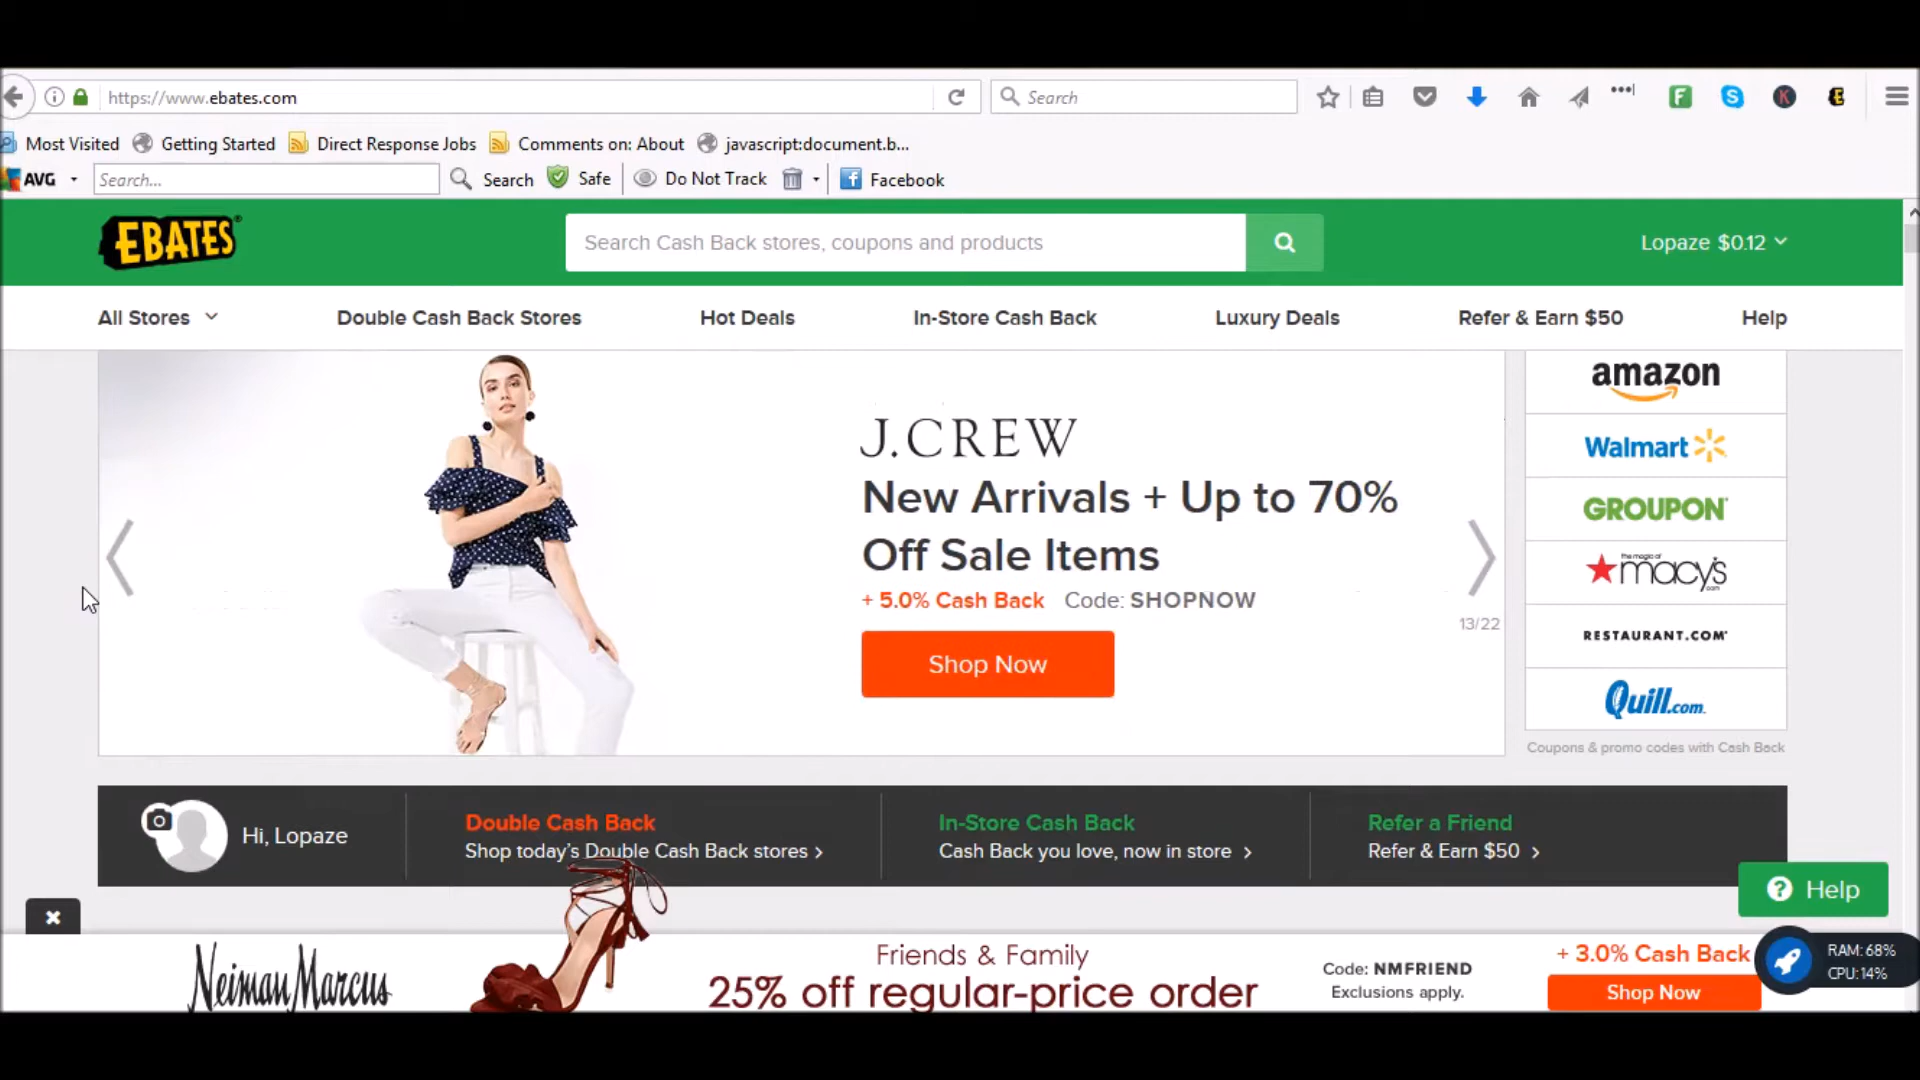 https://www.ebates.com
Search
Most Visited
Getting Started
Direct Response Jobs
Comments on: About
javascript:document.b...
AVG
Search...
Search
Safe
Do Not Track
Facebook
EBATES
Search Cash Back stores, coupons and products
Lopaze $0.12
All Stores
Double Cash Back Stores
Hot Deals
In-Store Cash Back
Luxury Deals
Refer & Earn $50
Help
J.CREW
New Arrivals + Up to 70%
Off Sale Items
+ 5.0% Cash Back Code: SHOPNOW
Shop Now
13/22
amazon
Walmart
GROUPON
the magic of
macy's
.com
RESTAURANT.COM
Quill.com
Coupons & promo codes with Cash Back
Hi, Lopaze
Double Cash Back
Shop today's Double Cash Back stores >
In-Store Cash Back
Cash Back you love, now in store >
Refer a Friend
Refer & Earn $50 >
Help
Neiman Marcus
Friends & Family
25% off regular-price order
Code: NMFRIEND
Exclusions apply.
+ 3.0% Cash Back
Shop Now
RAM: 68%
CPU: 14%